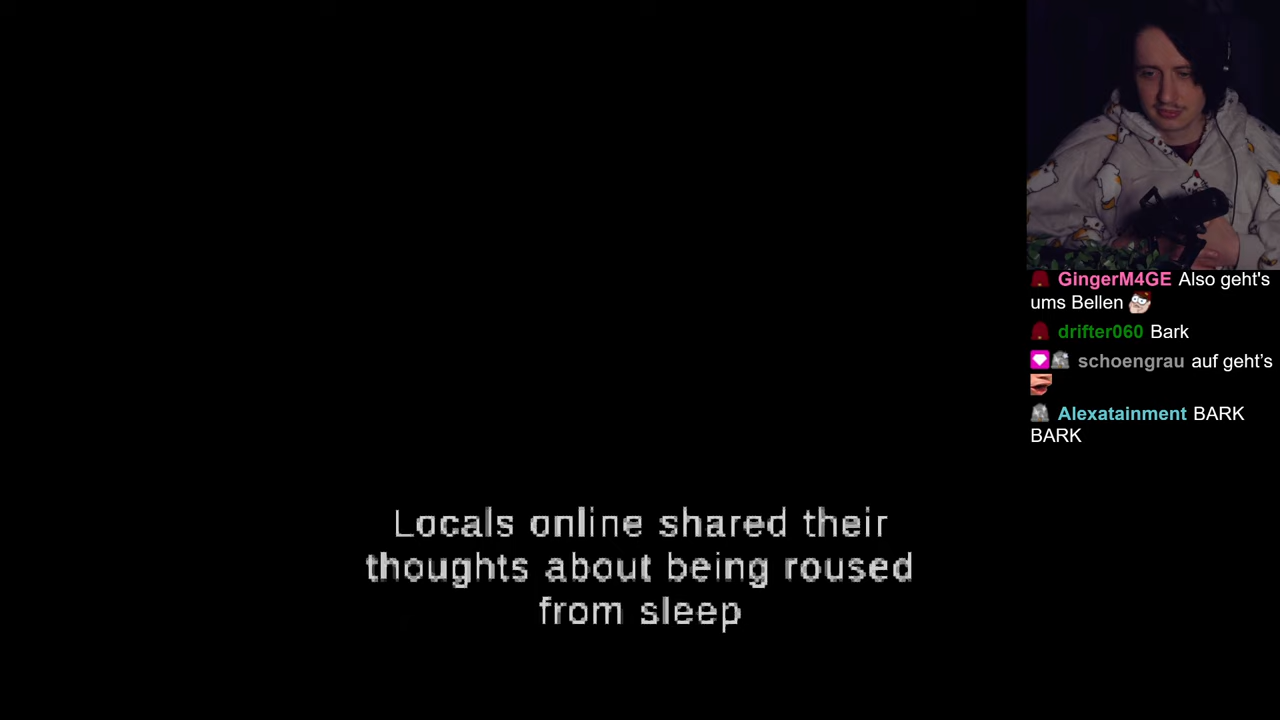 GingerM4GE Also geht's
ums Bellen
drifter060 Bark
schoengrau auf geht’s
Alexatainment BARK
BARK
Locals online shared their
thoughts about being roused
from sleep